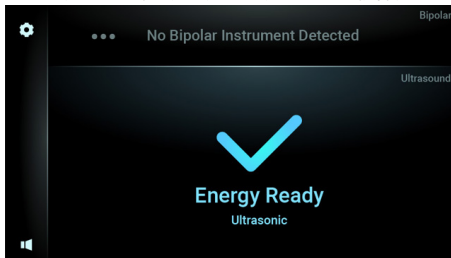 Bipolar
No Bipolar Instrument Detected
Ultrasound
Energy Ready
Ultrasonic